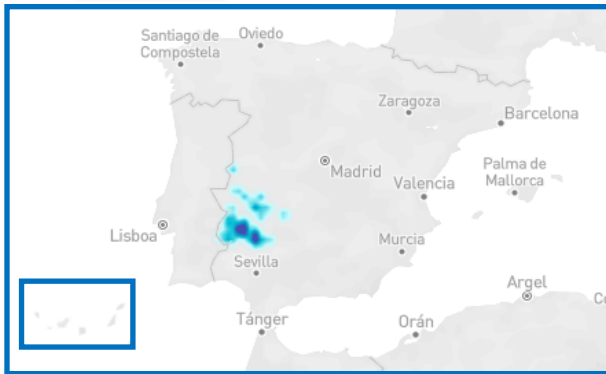 Santiago de
Compostela
Oviedo
Zaragoza
Barcelona
Madrid
Palma de
Mallorca
Valencia
Lisboa
Murcia
Sevilla
Argel
Tánger
Orán